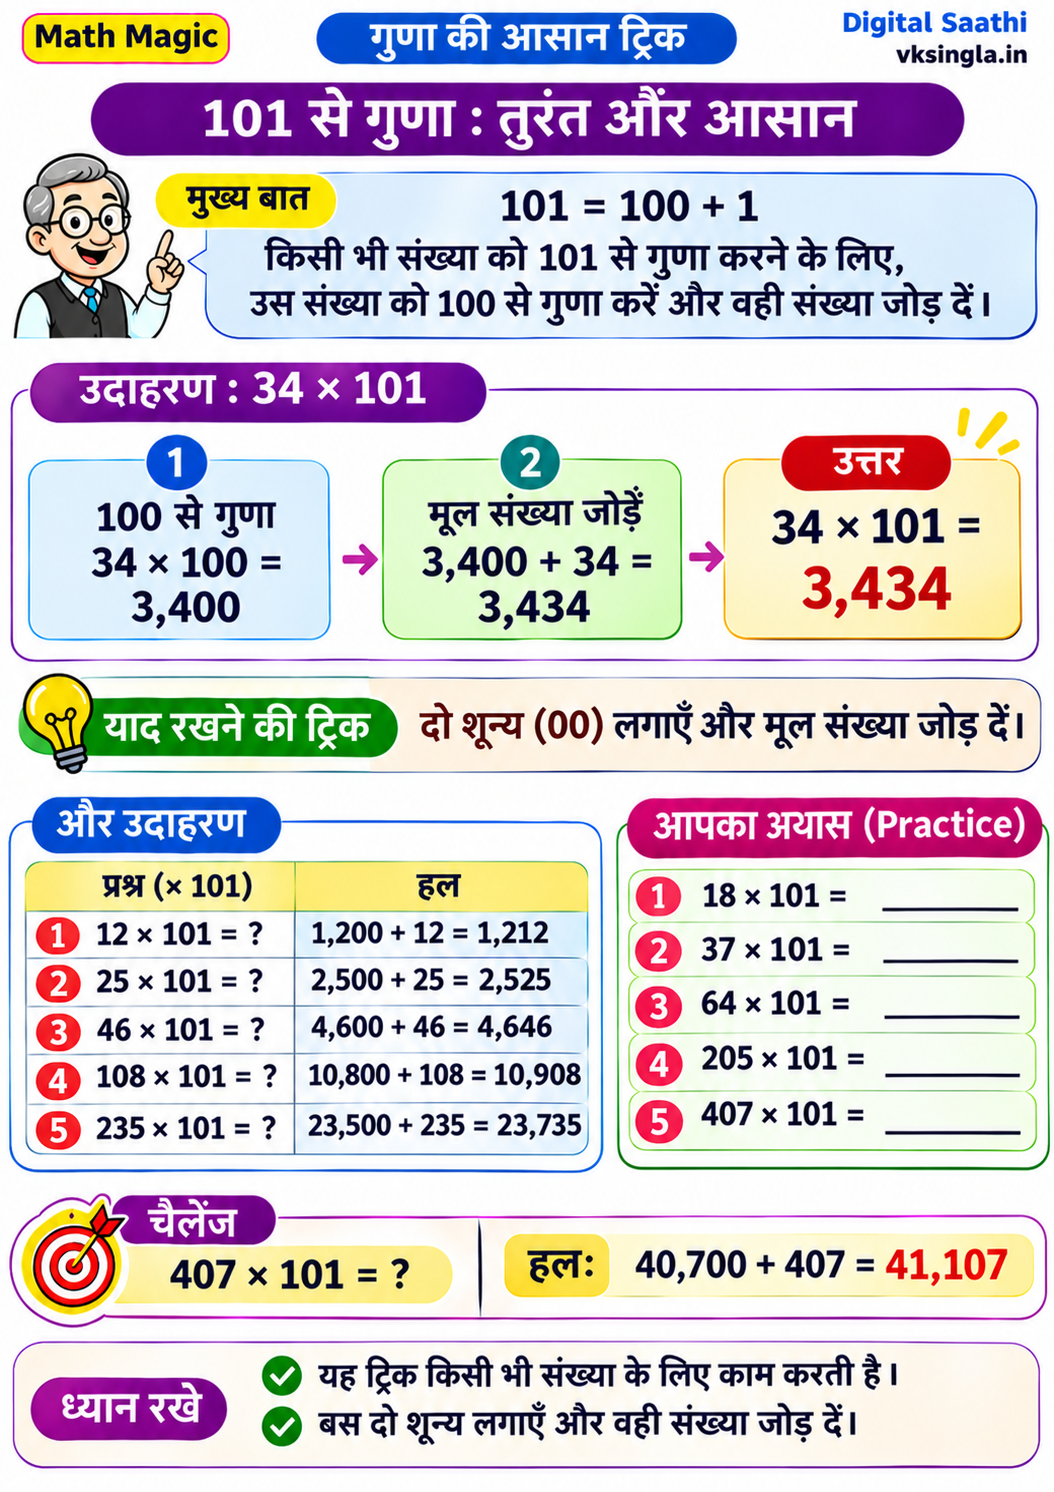 Math Magic
गुणा की आसान ट्रिक
Digital Saathi
vksingla.in
101 से गुणा : तुरंत औंर आसान
मुख्य बात
101 = 100 + 1
किसी भी संख्या को 101 से गुणा करने के लिए,
उस संख्या को 100 से गुणा करें और वही संख्या जोड़ दें।
उदाहरण : 34 × 101
1
100 से गुणा
34 × 100 =
3,400
2
मूल संख्या जोड़ें
3,400 + 34 =
3,434
उत्तर
34 × 101 =
3,434
याद रखने की ट्रिक
दो शून्य (00) लगाएँ और मूल संख्या जोड़ दें।
और उदाहरण
प्रश्न (× 101) हल
1 12 × 101 = ? 1,200 + 12 = 1,212
2 25 × 101 = ? 2,500 + 25 = 2,525
3 46 × 101 = ? 4,600 + 46 = 4,646
4 108 × 101 = ? 10,800 + 108 = 10,908
5 235 × 101 = ? 23,500 + 235 = 23,735
आपका अयास (Practice)
1 18 × 101 = ______
2 37 × 101 = ______
3 64 × 101 = ______
4 205 × 101 = ______
5 407 × 101 = ______
चैलेंज
407 × 101 = ?
हल: 40,700 + 407 = 41,107
ध्यान रखे
यह ट्रिक किसी भी संख्या के लिए काम करती है।
बस दो शून्य लगाएँ और वही संख्या जोड़ दें।